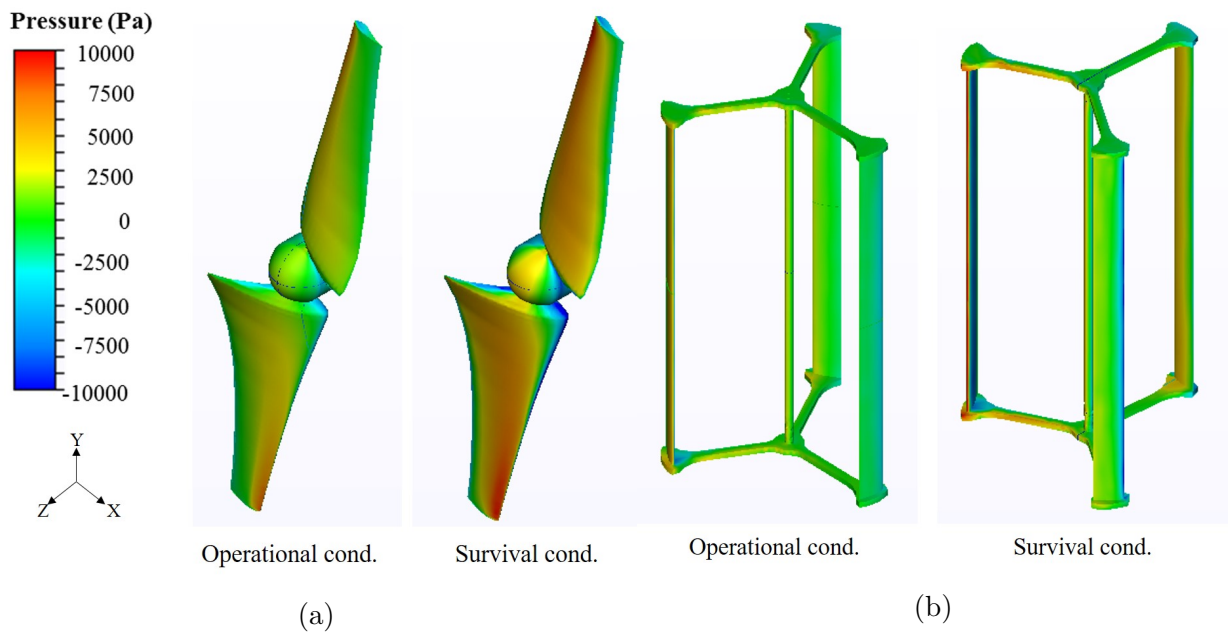 Pressure (Pa)
10000
7500
5000
2500
0
-2500
-5000
-7500
-10000
Y
Z
X
Operational cond.
Survival cond.
Operational cond.
Survival cond.
(a)
(b)